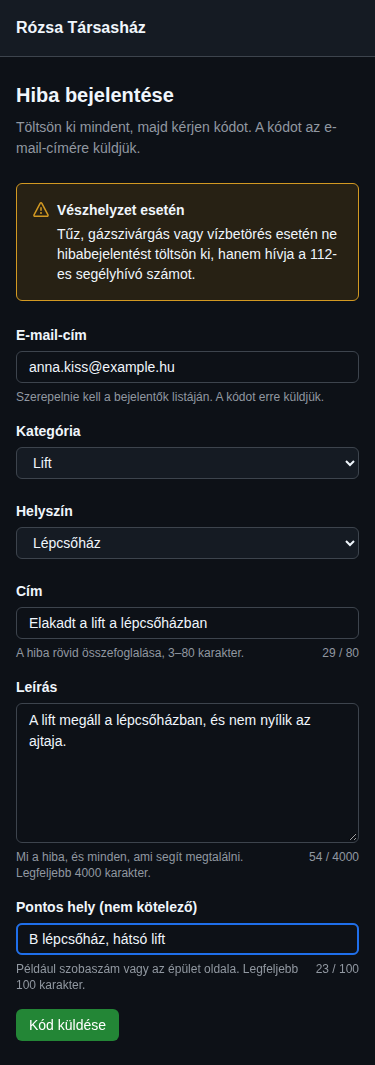 Rózsa Társasház
Hiba bejelentése
Töltsön ki mindent, majd kérjen kódot. A kódot az e-
mail-címére küldjük.
Vészhelyzet esetén
Tűz, gázszivárgás vagy vízbetörés esetén ne
hibabejelentést töltsön ki, hanem hívja a 112-
es segélyhívó számot.
E-mail-cím
anna.kiss@example.hu
Szerepelnie kell a bejelentők listáján. A kódot erre küldjük.
Kategória
Lift
Helyszín
Lépcsőház
Cím
Elakadt a lift a lépcsőházban
A hiba rövid összefoglalása, 3–80 karakter. 29 / 80
Leírás
A lift megáll a lépcsőházban, és nem nyílik az
ajtaja.
Mi a hiba, és minden, ami segít megtalálni. 54 / 4000
Legfeljebb 4000 karakter.
Pontos hely (nem kötelező)
B lépcsőház, hátsó lift
Például szobaszám vagy az épület oldala. Legfeljebb 23 / 100
100 karakter.
Kód küldése